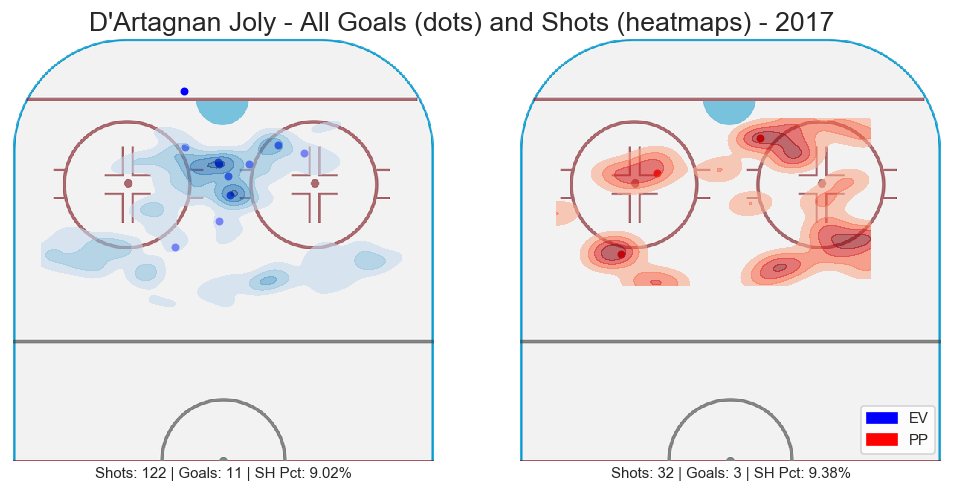 D'Artagnan Joly - All Goals (dots) and Shots (heatmaps) - 2017
EV
PP
Shots: 122 | Goals: 11 | SH Pct: 9.02%
Shots: 32 | Goals: 3 | SH Pct: 9.38%